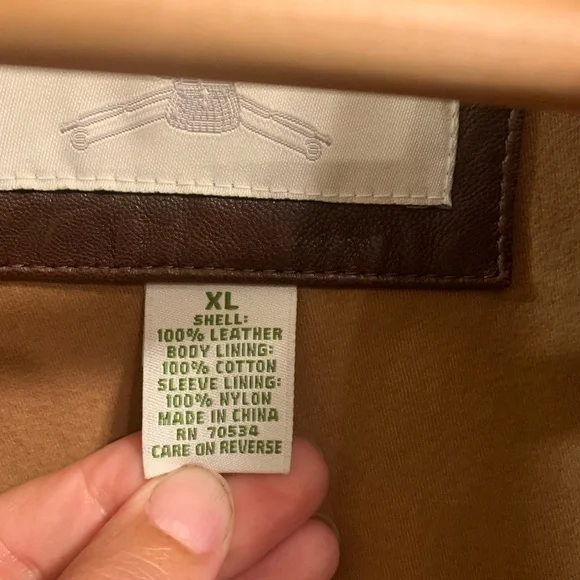 XL
SHELL:
100% LEATHER
BODY LINING:
100% COTTON
SLEEVE LINING:
100% NYLON
MADE IN CHINA
RN 70534
CARE ON REVERSE